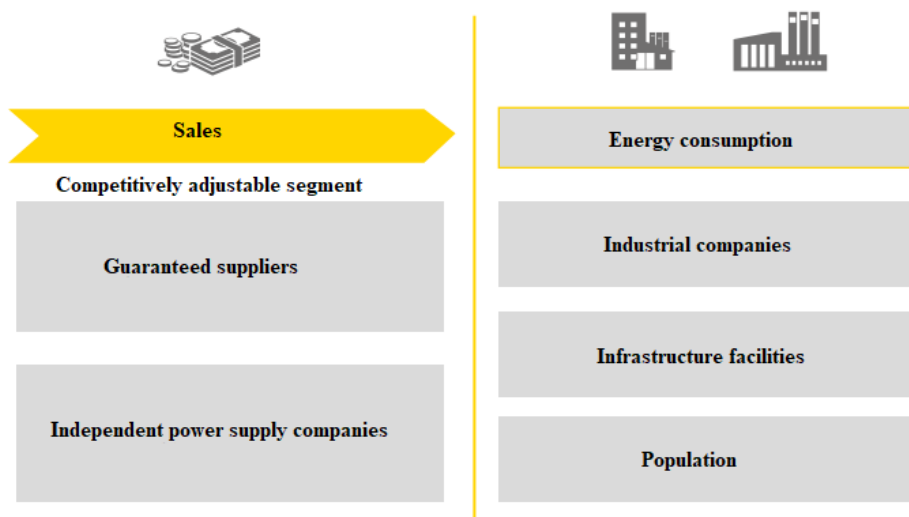 Sales
Competitively adjustable segment
Guaranteed suppliers
Independent power supply companies
Energy consumption
Industrial companies
Infrastructure facilities
Population